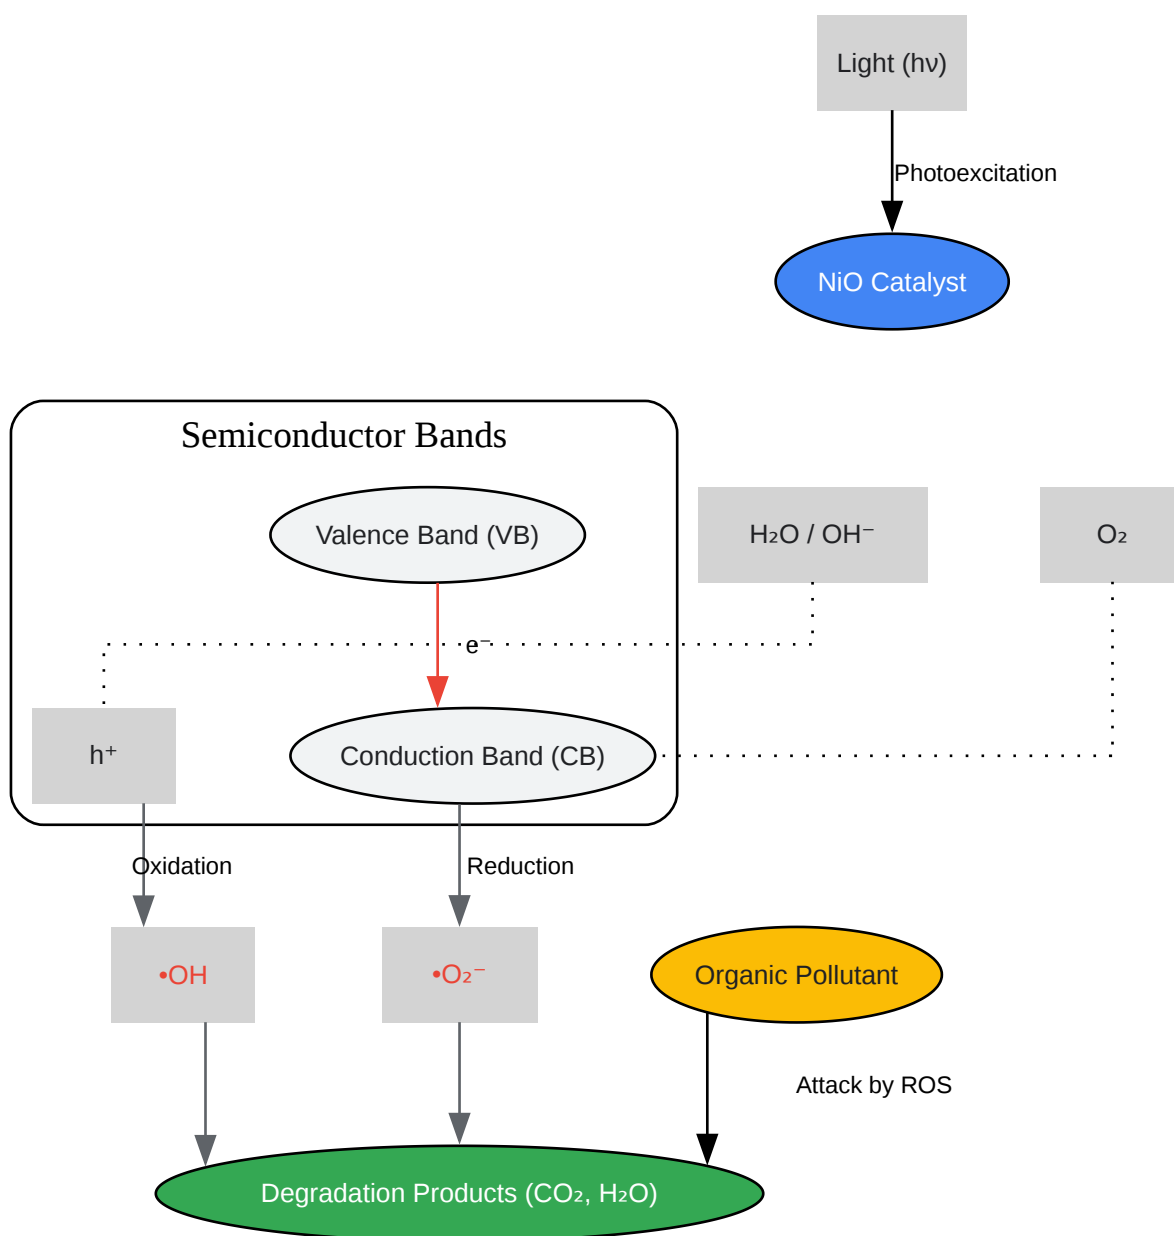 Light (hν)
Photoexcitation
NiO Catalyst
Semiconductor Bands
Valence Band (VB)
H₂O / OH⁻
O₂
e⁻
h⁺
Conduction Band (CB)
Oxidation
Reduction
•OH
•O₂⁻
Organic Pollutant
Attack by ROS
Degradation Products (CO₂, H₂O)